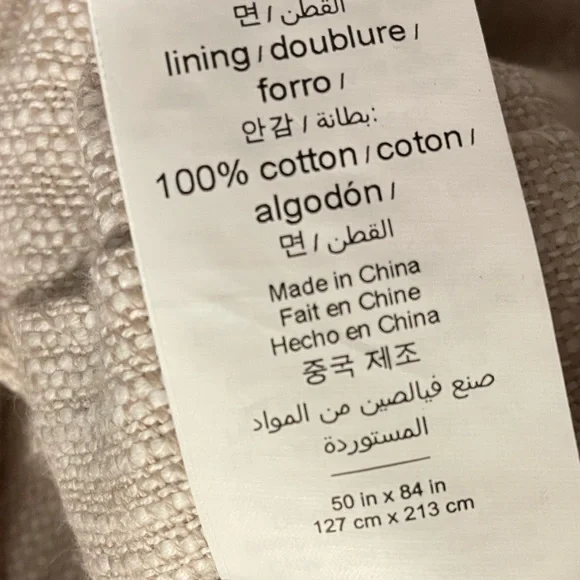 면 / القطن
lining / doublure /
forro /
안감 / بطانة:
100% cotton / coton /
algodón /
면 / القطن
Made in China
Fait en Chine
Hecho en China
중국 제조
صنع فيالصين من المواد
المستوردة
50 in x 84 in
127 cm x 213 cm